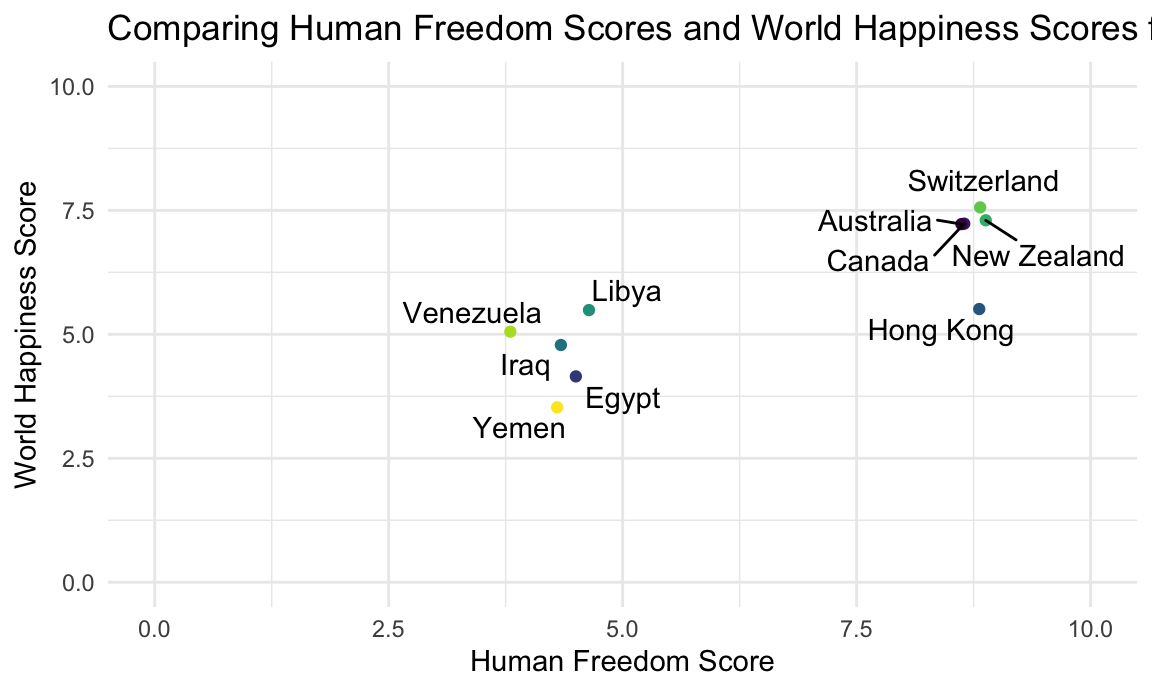 Comparing Human Freedom Scores and World Happiness Scores f
World Happiness Score
10.0
7.5
5.0
2.5
0.0
Switzerland
Australia
Canada
New Zealand
Libya
Venezuela
Hong Kong
Iraq
Egypt
Yemen
0.0 2.5 5.0 7.5 10.0
Human Freedom Score